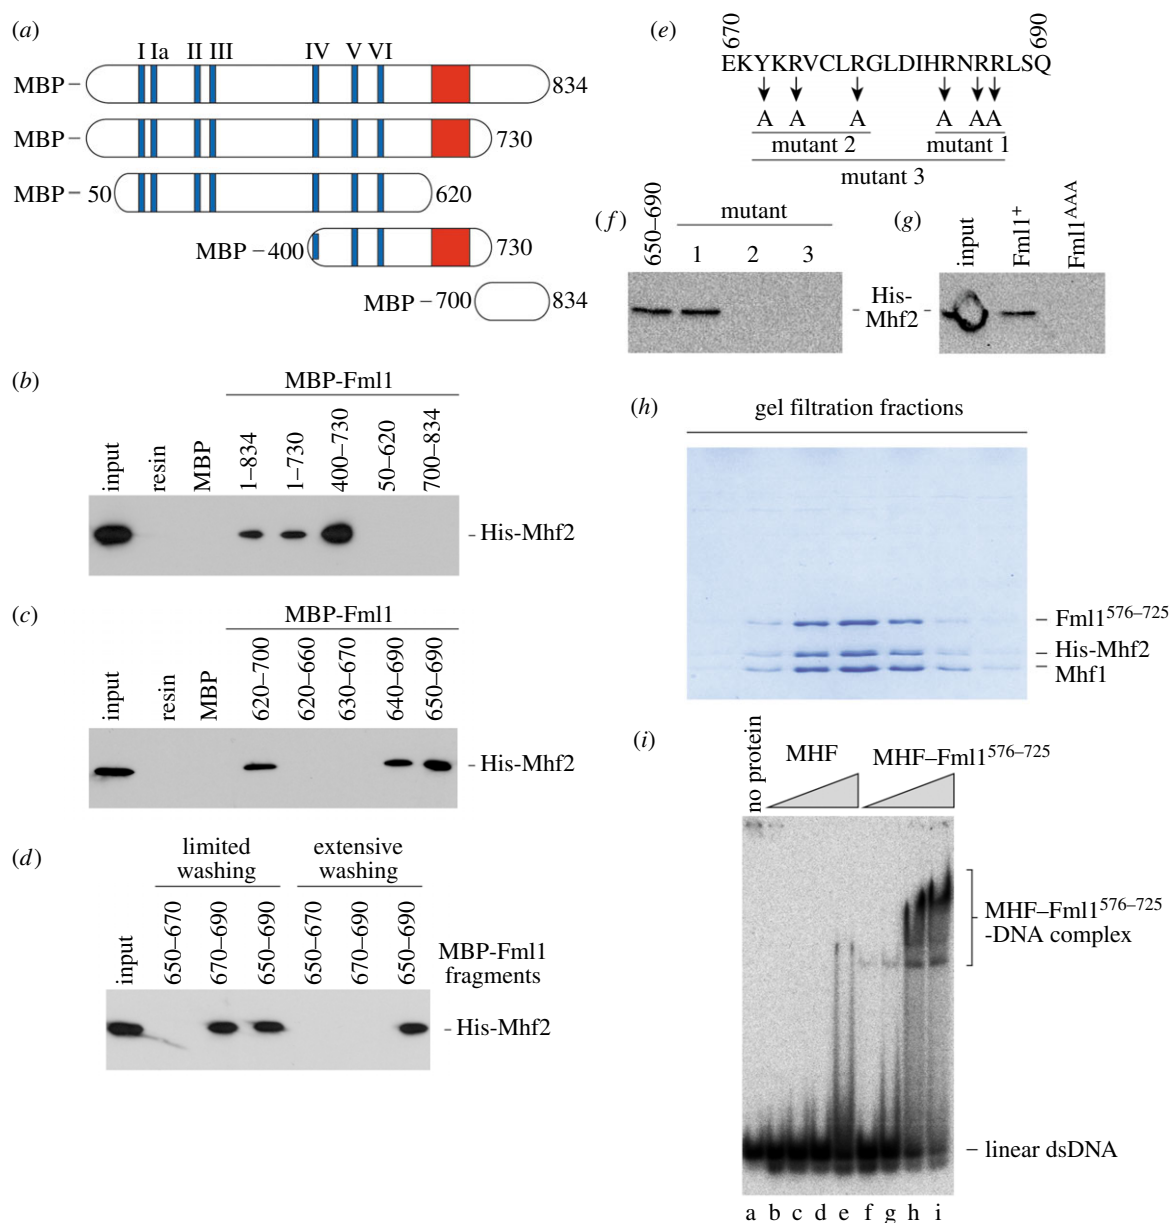 (a)
I Ia II III IV V VI
MBP – 834
MBP – 730
MBP – 50 620
MBP – 400 730
MBP – 700 834
(b)
MBP-Fml1
input resin MBP 1–834 1–730 400–730 50–620 700–834
- His-Mhf2
(c)
MBP-Fml1
input resin MBP 620–700 620–660 630–670 640–690 650–690
- His-Mhf2
(d)
limited washing extensive washing
input 650–670 670–690 650–690 650–670 670–690 650–690
MBP-Fml1
fragments
- His-Mhf2
(e)
670 690
EKYKRVCLRGLDIHRNRRLSQ
A A A A AA
mutant 2 mutant 1
mutant 3
(f)
650–690 mutant
1 2 3
His-
Mhf2
(g)
input Fml1+ Fml1AAA
(h)
gel filtration fractions
– Fml1576–725
– His-Mhf2
– Mhf1
(i)
no protein MHF MHF–Fml1576–725
MHF–Fml1576–725
-DNA complex
– linear dsDNA
a b c d e f g h i